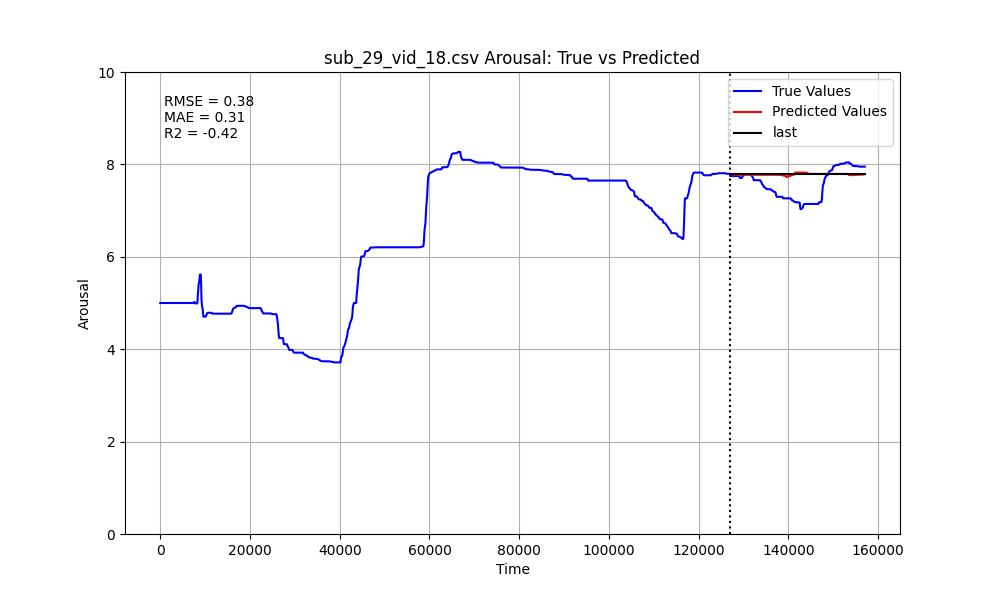 sub_29_vid_18.csv Arousal: True vs Predicted
RMSE = 0.38
MAE = 0.31
R2 = -0.42
True Values
Predicted Values
last
10
8
6
4
2
0
Arousal
0 20000 40000 60000 80000 100000 120000 140000 160000
Time